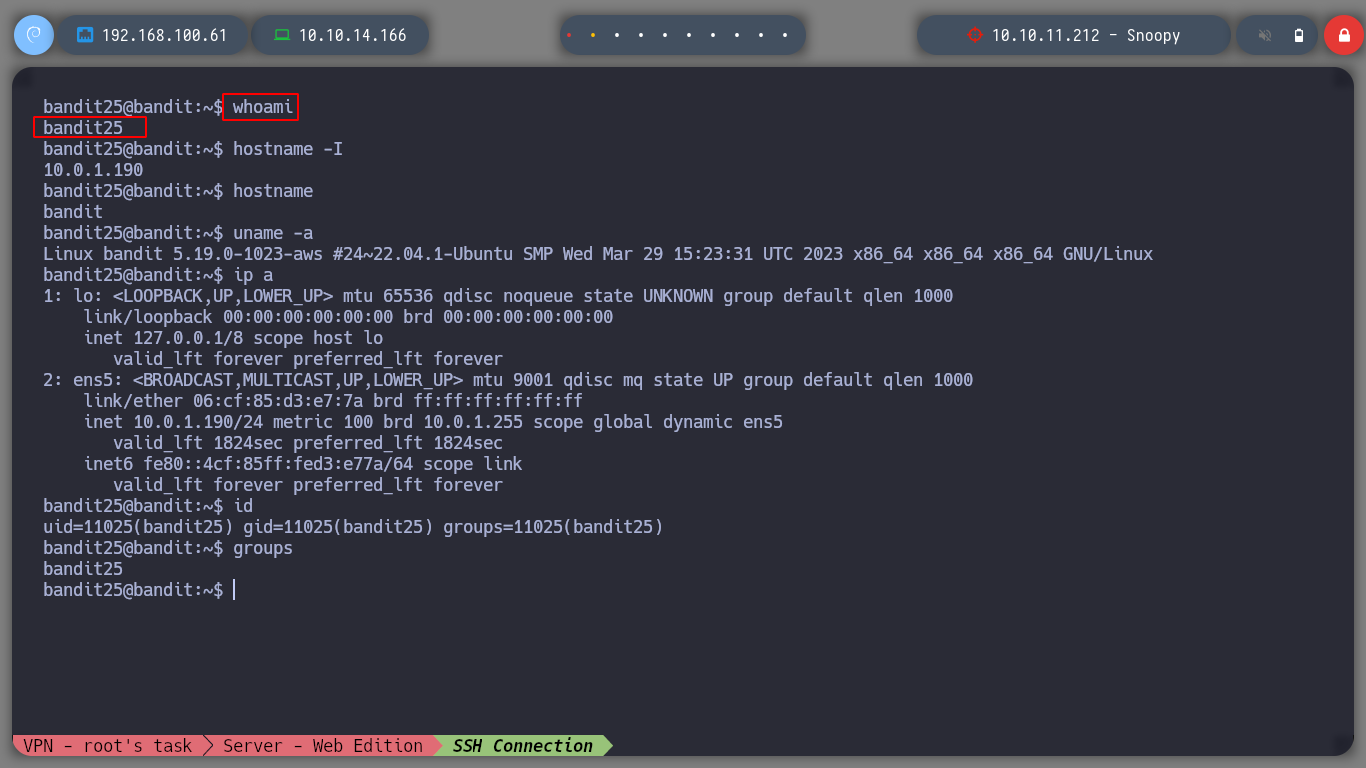 192.168.100.61 10.10.14.166 10.10.11.212 - Snoopy
bandit25@bandit:~$ whoami
bandit25
bandit25@bandit:~$ hostname -I
10.0.1.190
bandit25@bandit:~$ hostname
bandit
bandit25@bandit:~$ uname -a
Linux bandit 5.19.0-1023-aws #24~22.04.1-Ubuntu SMP Wed Mar 29 15:23:31 UTC 2023 x86_64 x86_64 x86_64 GNU/Linux
bandit25@bandit:~$ ip a
1: lo: <LOOPBACK,UP,LOWER_UP> mtu 65536 qdisc noqueue state UNKNOWN group default qlen 1000
    link/loopback 00:00:00:00:00:00 brd 00:00:00:00:00:00
    inet 127.0.0.1/8 scope host lo
       valid_lft forever preferred_lft forever
2: ens5: <BROADCAST,MULTICAST,UP,LOWER_UP> mtu 9001 qdisc mq state UP group default qlen 1000
    link/ether 06:cf:85:d3:e7:7a brd ff:ff:ff:ff:ff:ff
    inet 10.0.1.190/24 metric 100 brd 10.0.1.255 scope global dynamic ens5
       valid_lft 1824sec preferred_lft 1824sec
    inet6 fe80::4cf:85ff:fed3:e77a/64 scope link
       valid_lft forever preferred_lft forever
bandit25@bandit:~$ id
uid=11025(bandit25) gid=11025(bandit25) groups=11025(bandit25)
bandit25@bandit:~$ groups
bandit25
bandit25@bandit:~$
VPN - root's task Server - Web Edition SSH Connection